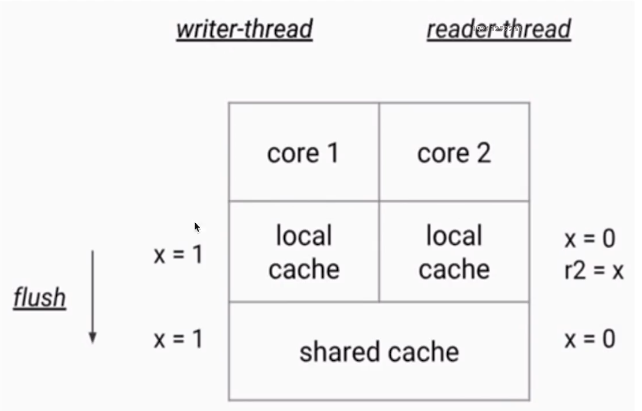 writer-thread
reader-thread
core 1
core 2
x = 1
local
cache
local
cache
x = 0
r2 = x
flush
x = 1
shared cache
x = 0